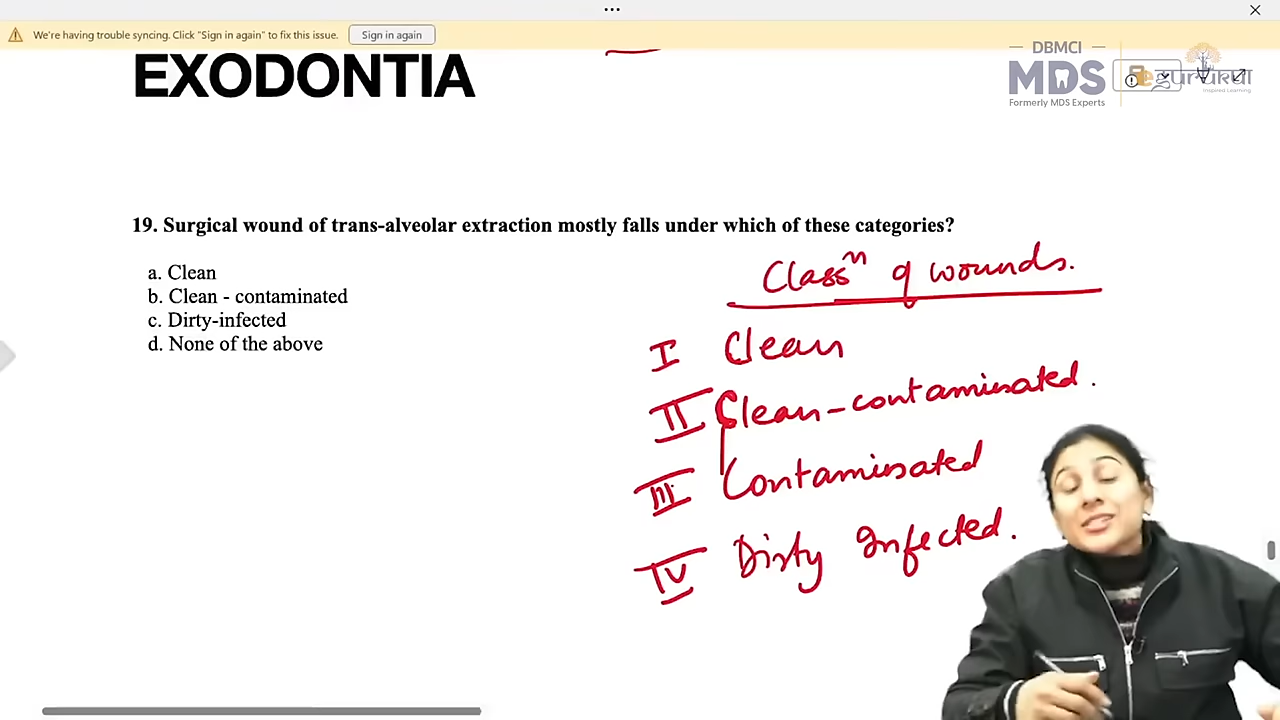 ...
We're having trouble syncing. Click "Sign in again" to fix this issue. Sign in again
EXODONTIA
DBMCI
MDS
Formerly MDS Experts
Inspired Learning
19. Surgical wound of trans-alveolar extraction mostly falls under which of these categories?
a. Clean
b. Clean - contaminated
c. Dirty-infected
d. None of the above
Classⁿ of wounds.
I Clean
II Clean-contaminated.
III Contaminated
IV Dirty Infected.